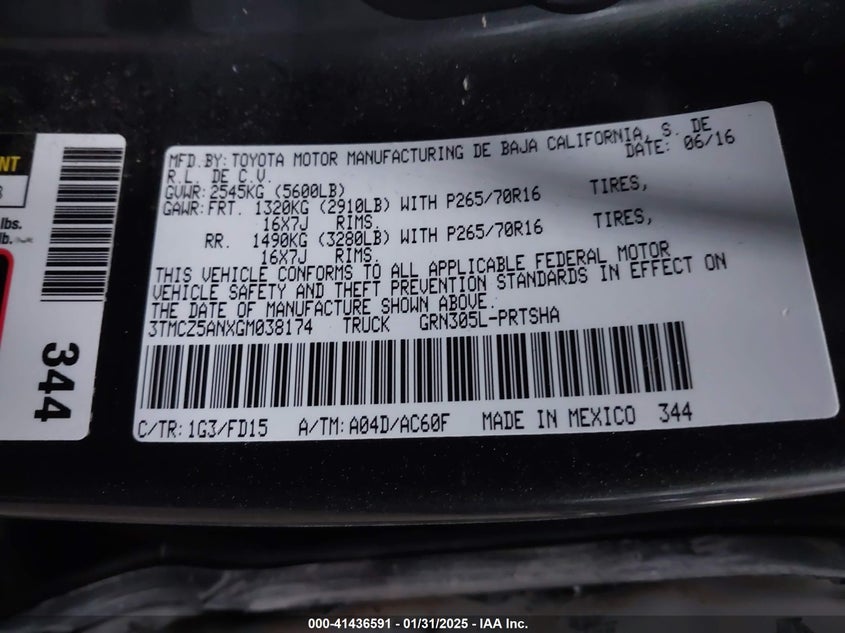 MFD.BY:TOYOTA MOTOR MANUFACTURING DE BAJA CALIFORNIA, S. DE
R.L. DE C.V. DATE: 06/16
GVWR:2545KG (5600LB)
GAWR:FRT. 1320KG (2910LB) WITH P265/70R16 TIRES,
16X7J RIMS.
RR. 1490KG (3280LB) WITH P265/70R16 TIRES,
16X7J RIMS.
THIS VEHICLE CONFORMS TO ALL APPLICABLE FEDERAL MOTOR
VEHICLE SAFETY AND THEFT PREVENTION STANDARDS IN EFFECT ON
THE DATE OF MANUFACTURE SHOWN ABOVE.
3TMCZ5ANXGM038174 TRUCK GRN305L-PRTSHA
C/TR:1G3/FD15 A/TM:A04D/AC60F MADE IN MEXICO 344
NT
lbs.
lb.
344
000-41436591 - 01/31/2025 - IAA Inc.